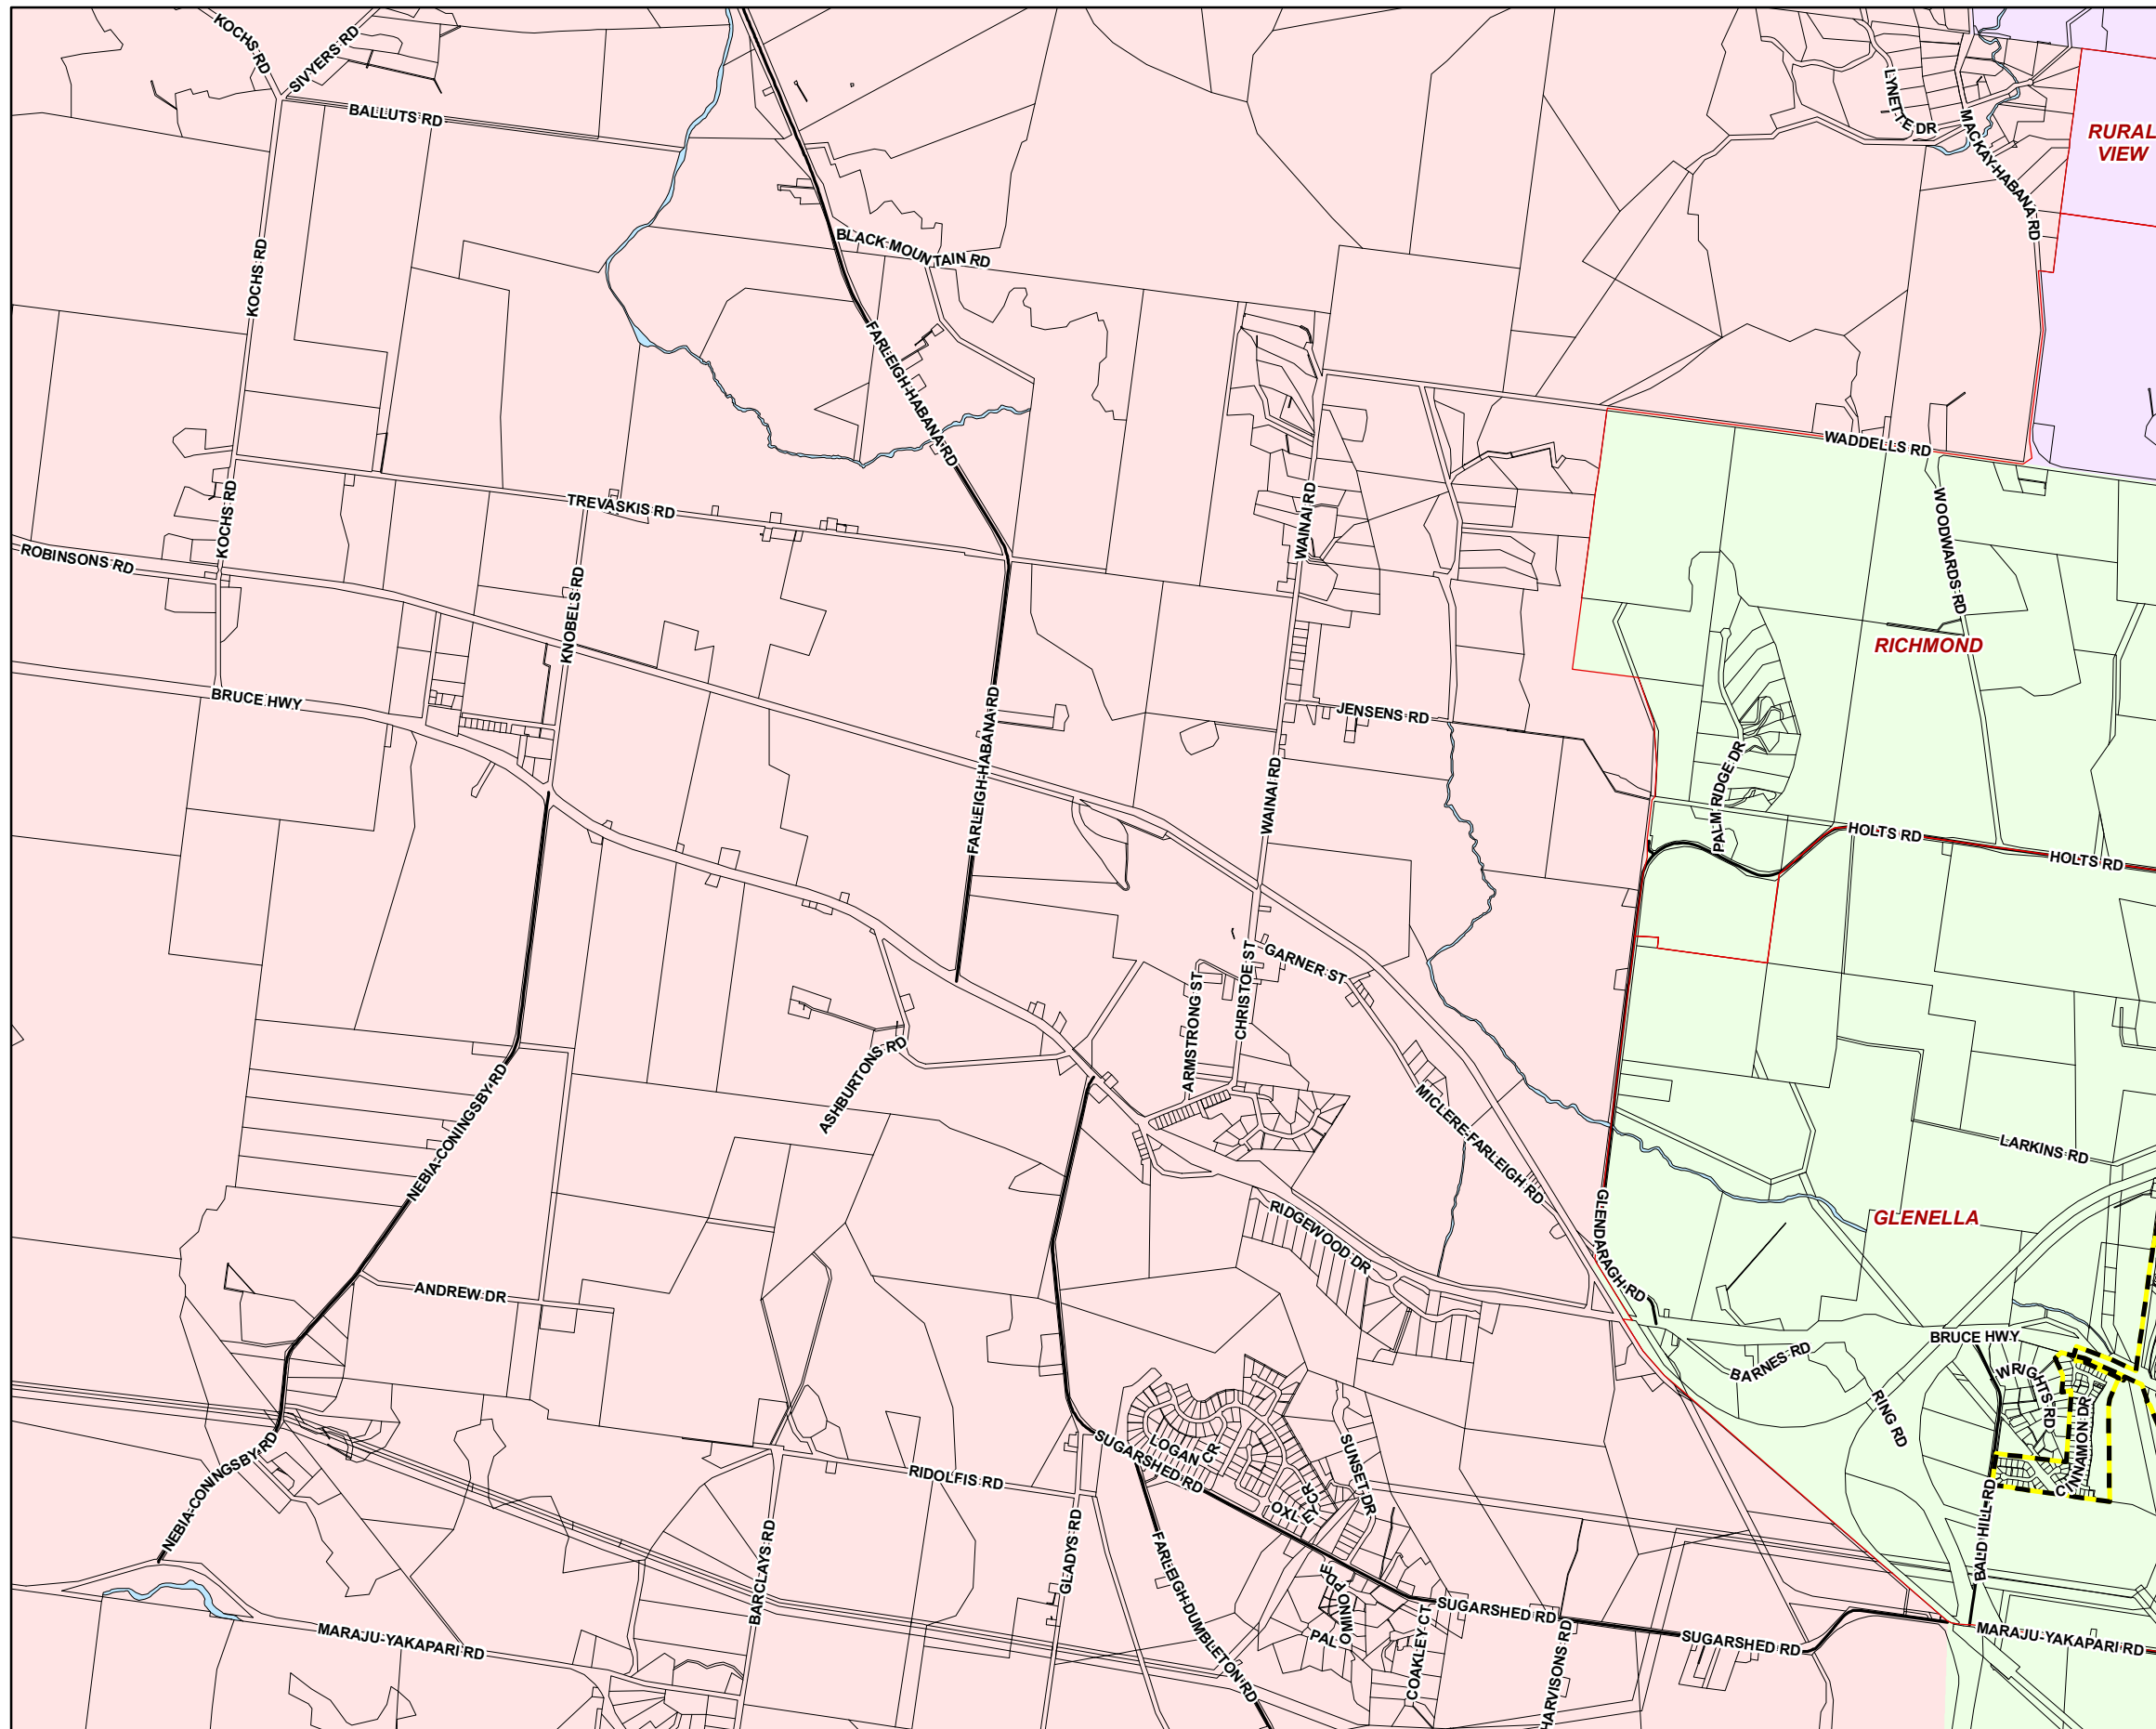 KOCHS RD
SIVYERS RD
BALLUTS RD
LYNETTE DR
MACKAY-HABANA RD
RURAL
VIEW
KOCHS RD
BLACK MOUNTAIN RD
FARLEIGH-HABANA RD
WADDELLS RD
KOCHS RD
TREVASKIS RD
WAINAI RD
WOODWARDS RD
ROBINSONS RD
KNOBELS RD
RICHMOND
BRUCE HWY
FARLEIGH-HABANA RD
JENSENS RD
WAINAI RD
PALM RIDGE DR
HOLTS RD
HOLTS RD
GARNER ST
ARMSTRONG ST
CHRISTOE ST
ASHBURTONS RD
NEBIA-CONINGSBY RD
MICLERE-FARLEIGH RD
LARKINS RD
GLENELLA
RIDGEWOOD DR
GLENDARAGH RD
ANDREW DR
BRUCE HWY
BARNES RD
WRIGHTS RD
RING RD
CINNAMON DR
NEBIA-CONINGSBY RD
LOGAN CR
SUGARSHED RD
SUNSET DR
RIDOLFIS RD
OXLEY CR
BALD HILL RD
BARCLAYS RD
GLADYS RD
FARLEIGH-DUMBLETON RD
PALOMINO PDE
COAKLEY CT
SUGARSHED RD
HARVISONS RD
SUGARSHED RD
MARAJU-YAKAPARI RD
MARAJU-YAKAPARI RD